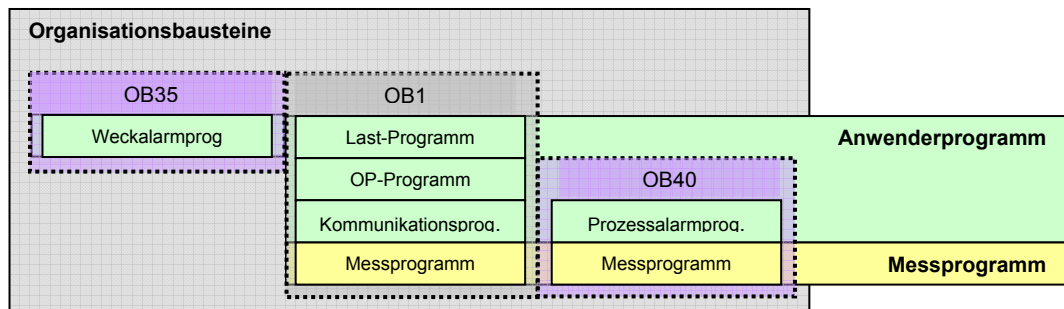 Organisationsbausteine
OB35
OB1
Weckalarmprog
Last-Programm
Anwenderprogramm
OP-Programm
OB40
Kommunikationsprog.
Prozessalarmprog.
Messprogramm
Messprogramm
Messprogramm